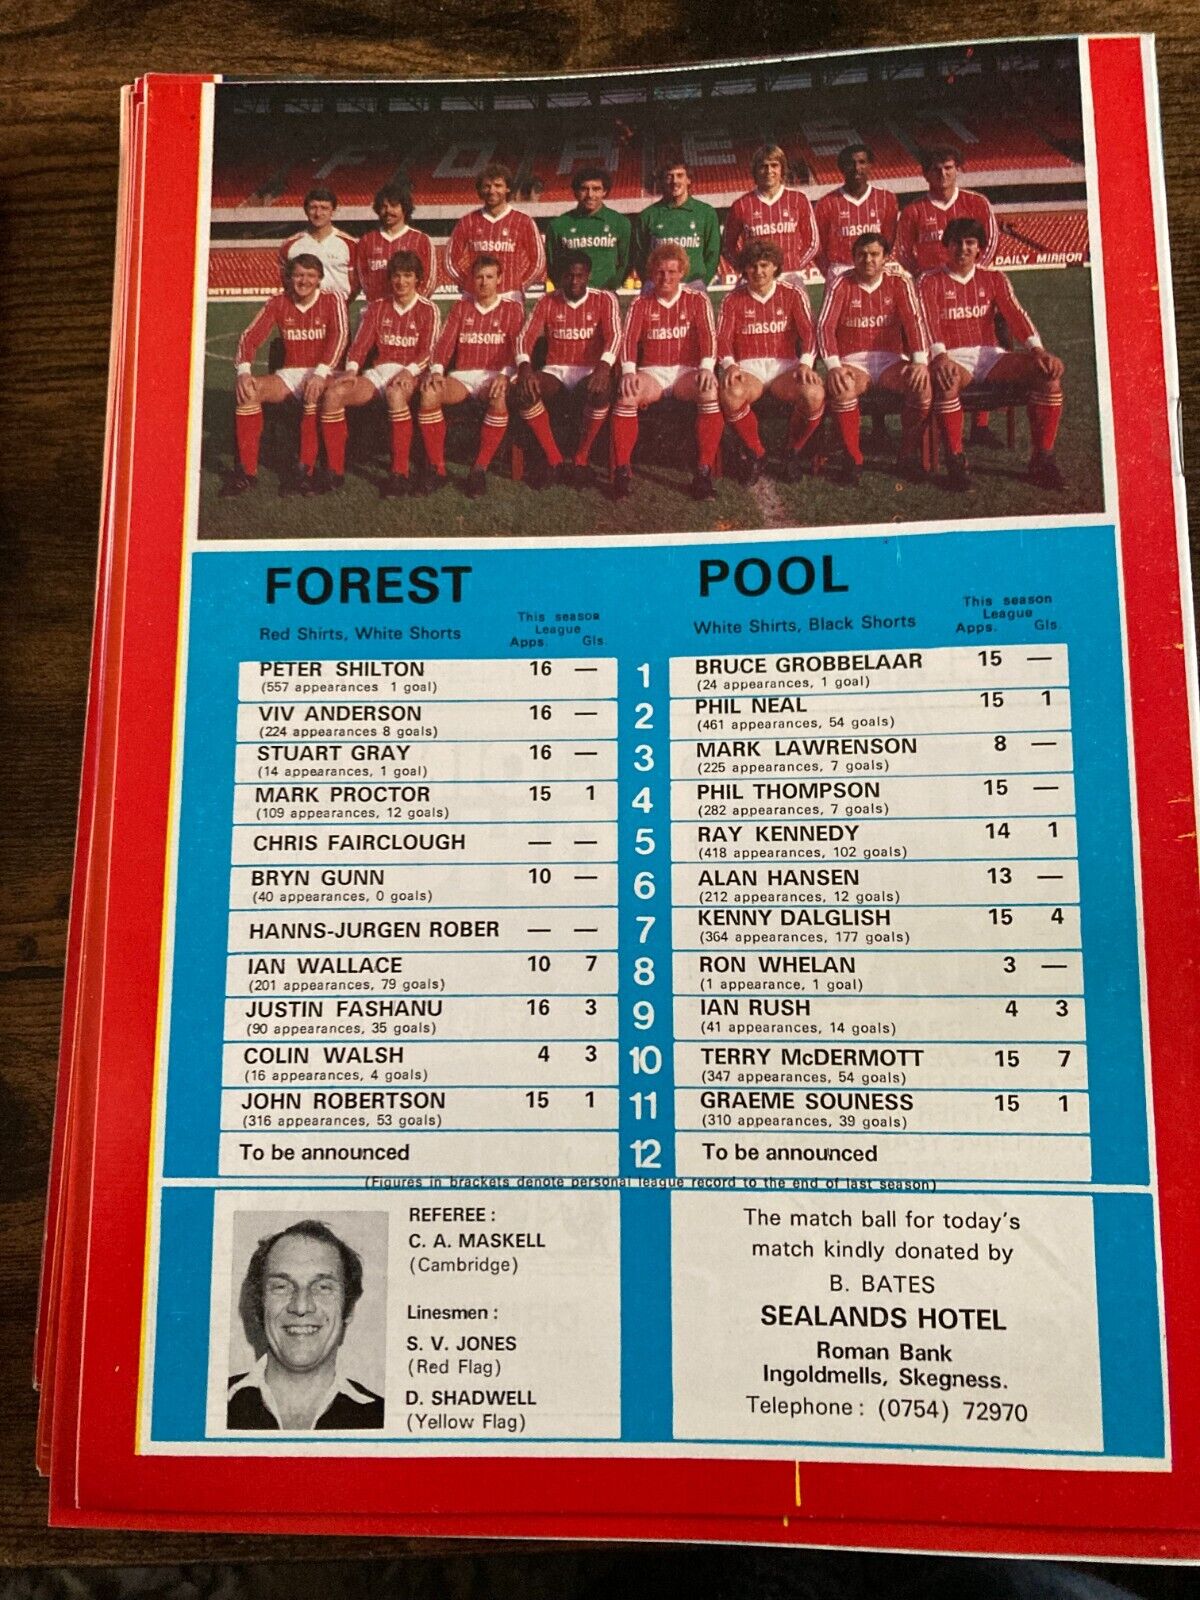 FOREST
Panasonic
Panasonic
Panasonic
Panasonic
Panasonic
DAILY MIRROR
FOREST
Red Shirts, White Shorts
This season
League
Apps. Gls.
POOL
White Shirts, Black Shorts
This season
League
Apps. Gls.
PETER SHILTON 16 —
(557 appearances 1 goal)
1
BRUCE GROBBELAAR 15 —
(24 appearances, 1 goal)
VIV ANDERSON 16 —
(224 appearances 8 goals)
2
PHIL NEAL 15 1
(461 appearances, 54 goals)
STUART GRAY 16 —
(14 appearances, 1 goal)
3
MARK LAWRENSON 8 —
(225 appearances, 7 goals)
MARK PROCTOR 15 1
(109 appearances, 12 goals)
4
PHIL THOMPSON 15 —
(282 appearances, 7 goals)
CHRIS FAIRCLOUGH — —
5
RAY KENNEDY 14 1
(418 appearances, 102 goals)
BRYN GUNN 10 —
(40 appearances, 0 goals)
6
ALAN HANSEN 13 —
(212 appearances, 12 goals)
HANNS-JURGEN ROBER — —
7
KENNY DALGLISH 15 4
(364 appearances, 177 goals)
IAN WALLACE 10 7
(201 appearances, 79 goals)
8
RON WHELAN 3 —
(1 appearance, 1 goal)
JUSTIN FASHANU 16 3
(90 appearances, 35 goals)
9
IAN RUSH 4 3
(41 appearances, 14 goals)
COLIN WALSH 4 3
(16 appearances, 4 goals)
10
TERRY McDERMOTT 15 7
(347 appearances, 54 goals)
JOHN ROBERTSON 15 1
(316 appearances, 53 goals)
11
GRAEME SOUNESS 15 1
(310 appearances, 39 goals)
To be announced
12
To be announced
(Figures in brackets denote personal league record to the end of last season)
REFEREE :
C. A. MASKELL
(Cambridge)
Linesmen :
S. V. JONES
(Red Flag)
D. SHADWELL
(Yellow Flag)
The match ball for today's
match kindly donated by
B. BATES
SEALANDS HOTEL
Roman Bank
Ingoldmells, Skegness.
Telephone : (0754) 72970